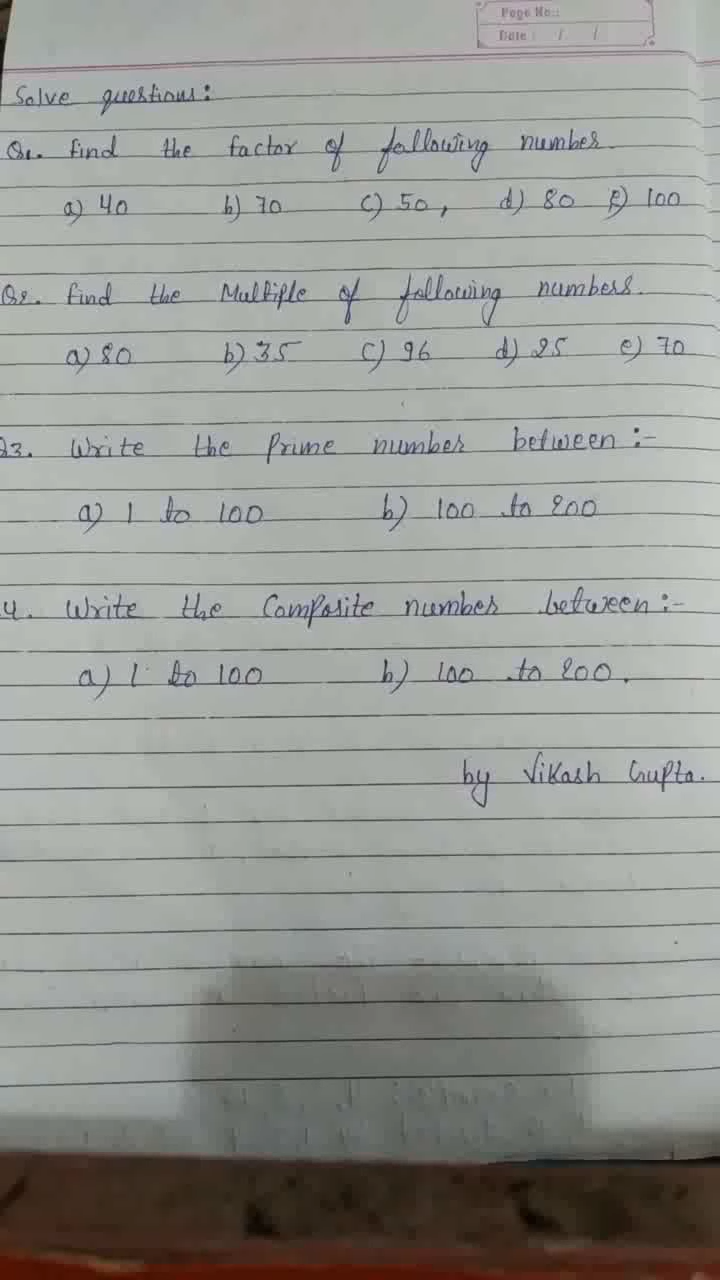 Page No.:
Date : / /
Solve questions:
Q1. find the factor of following number.
a) 40 b) 70 c) 50, d) 80 e) 100
Q2. find the Multiple of following numbers.
a) 80 b) 35 c) 96 d) 25 e) 70
23. Write the Prime number between :-
a) 1 to 100 b) 100 to 200
4. Write the Composite number between :-
a) 1 to 100 b) 100 to 200.
by Vikash Gupta.